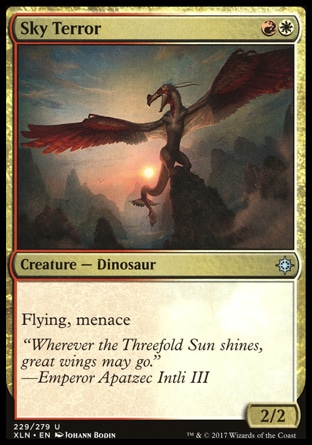 Sky Terror
Creature — Dinosaur
Flying, menace
“Wherever the Threefold Sun shines,
great wings may go.”
—Emperor Apatzec Intli III
229/279 U
XLN • EN Johann Bodin
™ & © 2017 Wizards of the Coast
2/2